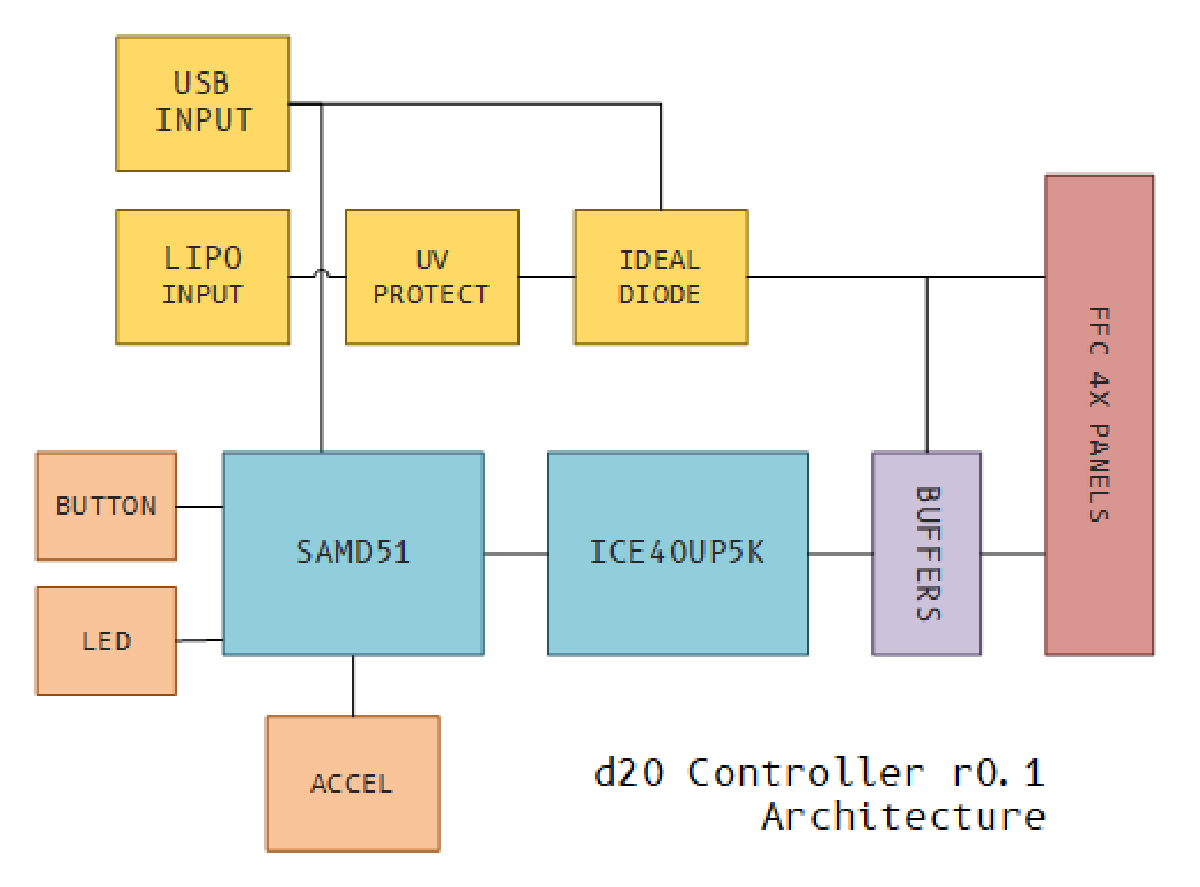 USB
INPUT
LIPO
INPUT
UV
PROTECT
IDEAL
DIODE
FFC 4X PANELS
BUTTON
SAMD51
ICE40UP5K
BUFFERS
LED
ACCEL
d20 Controller r0.1
Architecture